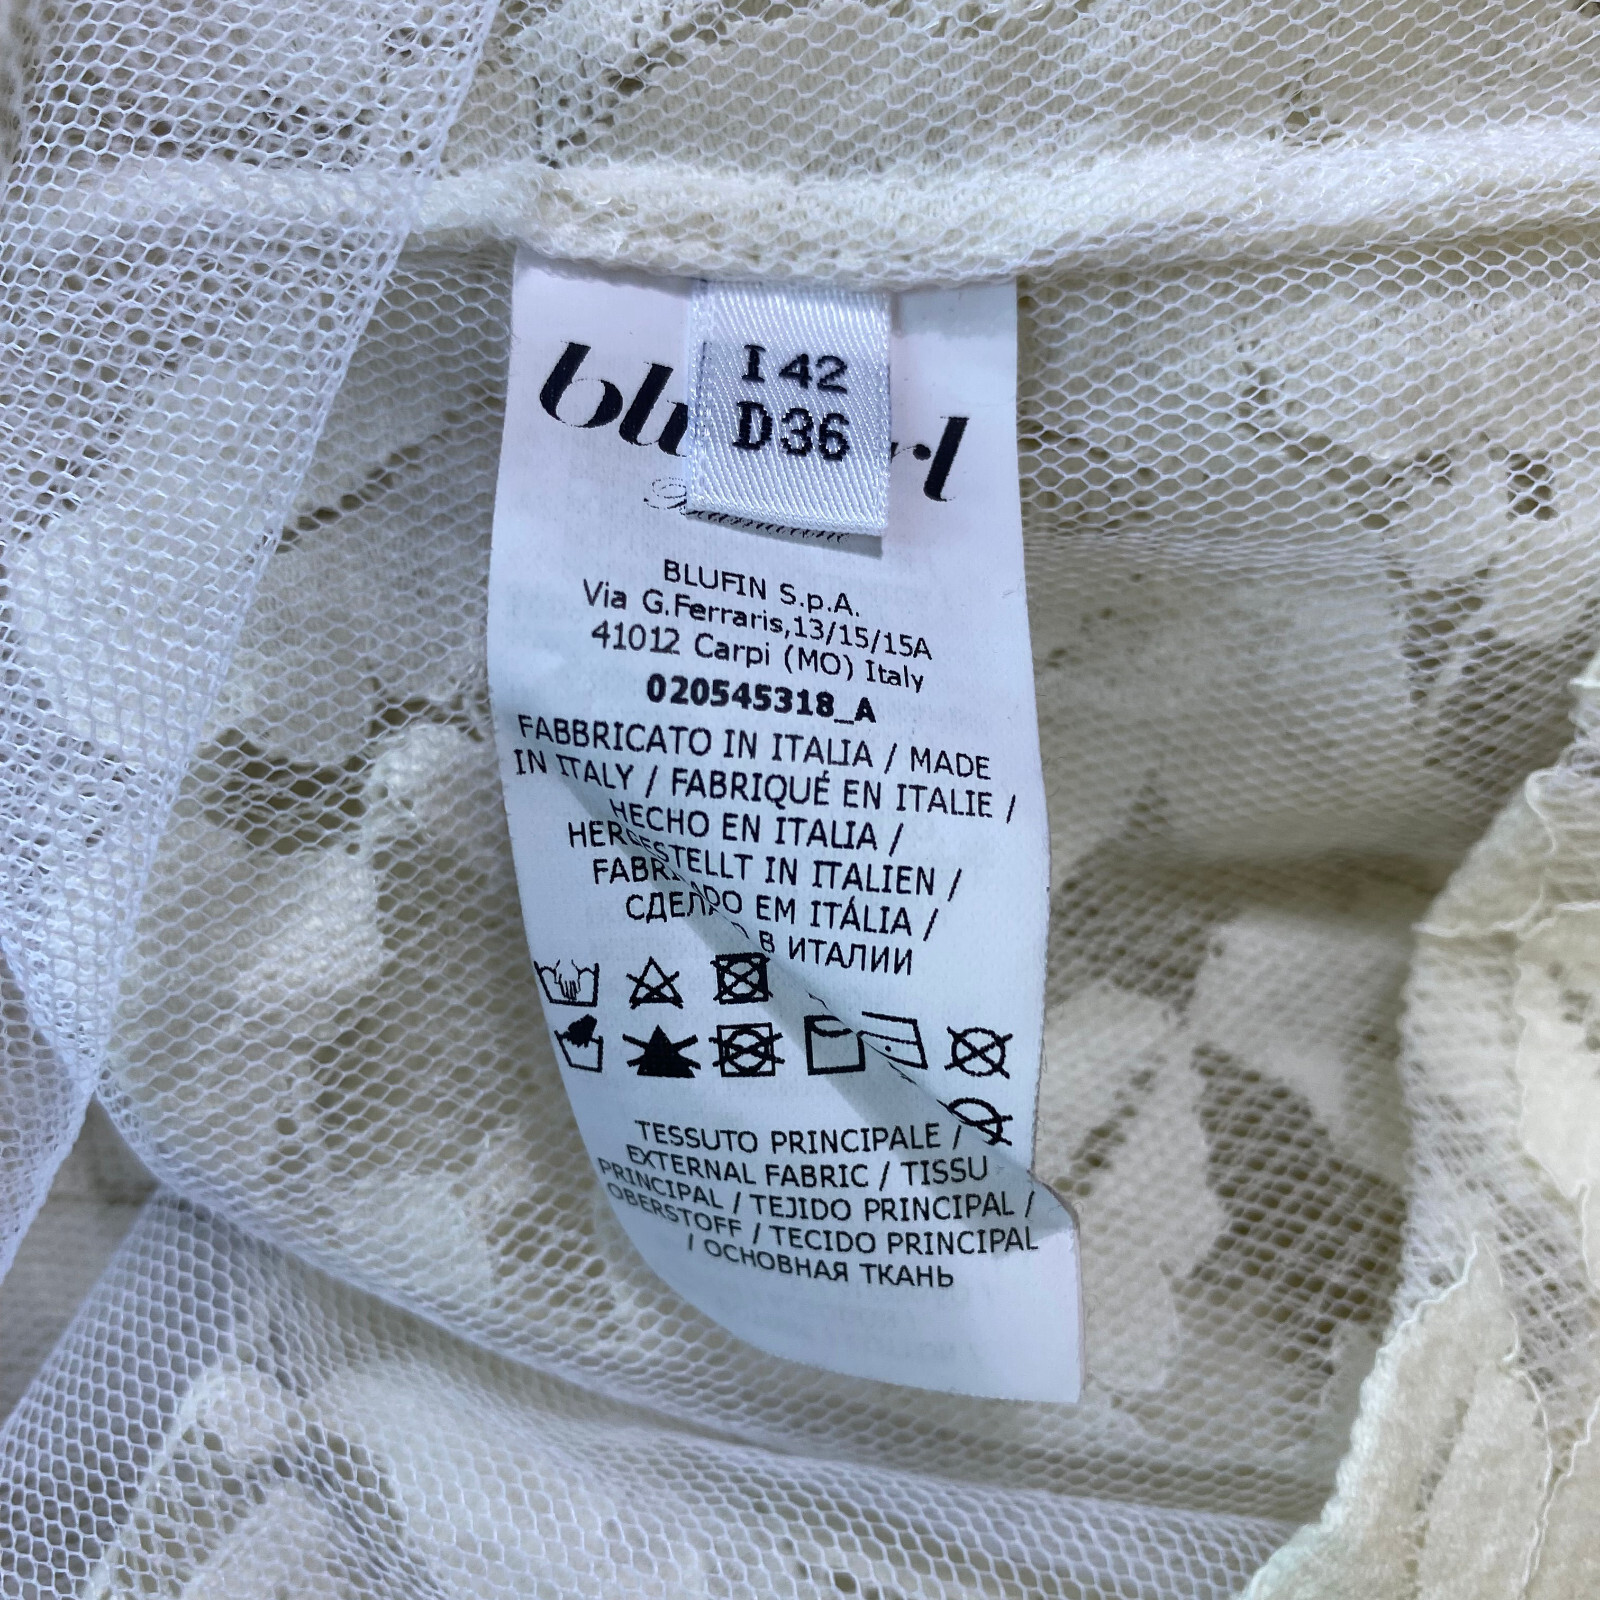 I 42
D36
BLUFIN S.p.A.
Via G.Ferraris,13/15/15A
41012 Carpi (MO) Italy
020545318_A
FABBRICATO IN ITALIA / MADE
IN ITALY / FABRIQUÉ EN ITALIE /
HECHO EN ITALIA /
HERGESTELLT IN ITALIEN /
EM ITÁLIA /
В ИТАЛИИ
TESSUTO PRINCIPALE /
EXTERNAL FABRIC / TISSU
PRINCIPAL / TEJIDO PRINCIPAL /
OBERSTOFF / TECIDO PRINCIPAL
/ ОСНОВНАЯ ТКАНЬ